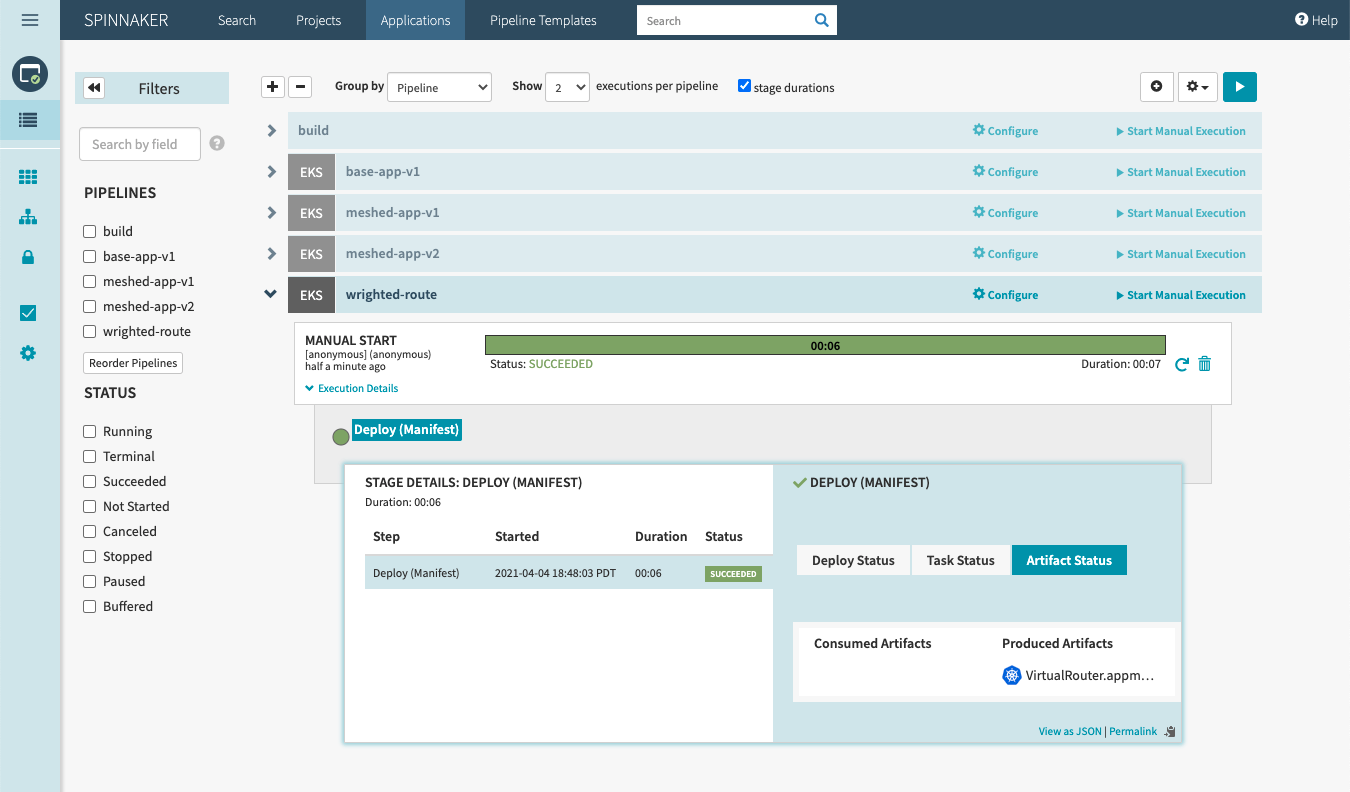 SPINNAKER Search Projects Applications Pipeline Templates Search Help
Filters
Group by Pipeline Show 2 executions per pipeline stage durations
Search by field ?
PIPELINES
build
base-app-v1
meshed-app-v1
meshed-app-v2
wrighted-route
Reorder Pipelines
STATUS
Running
Terminal
Succeeded
Not Started
Canceled
Stopped
Paused
Buffered
build Configure Start Manual Execution
EKS base-app-v1 Configure Start Manual Execution
EKS meshed-app-v1 Configure Start Manual Execution
EKS meshed-app-v2 Configure Start Manual Execution
EKS wrighted-route Configure Start Manual Execution
MANUAL START
[anonymous] (anonymous)
half a minute ago
00:06
Status: SUCCEEDED Duration: 00:07
Execution Details
Deploy (Manifest)
STAGE DETAILS: DEPLOY (MANIFEST)
Duration: 00:06
Step Started Duration Status
Deploy (Manifest) 2021-04-04 18:48:03 PDT 00:06 SUCCEEDED
DEPLOY (MANIFEST)
Deploy Status Task Status Artifact Status
Consumed Artifacts Produced Artifacts
VirtualRouter.appm...
View as JSON | Permalink